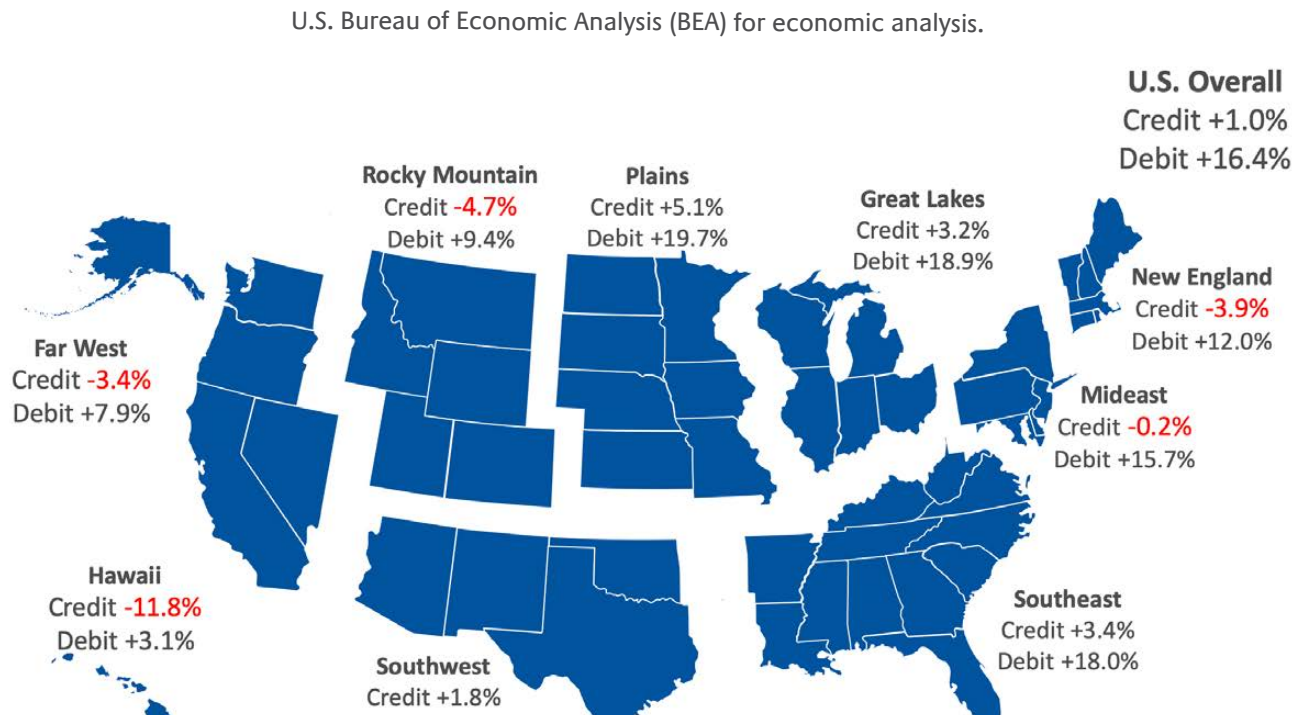 U.S. Bureau of Economic Analysis (BEA) for economic analysis.
U.S. Overall
Credit +1.0%
Debit +16.4%
Rocky Mountain
Credit -4.7%
Debit +9.4%
Plains
Credit +5.1%
Debit +19.7%
Great Lakes
Credit +3.2%
Debit +18.9%
New England
Credit -3.9%
Debit +12.0%
Far West
Credit -3.4%
Debit +7.9%
Mideast
Credit -0.2%
Debit +15.7%
Hawaii
Credit -11.8%
Debit +3.1%
Southeast
Credit +3.4%
Debit +18.0%
Southwest
Credit +1.8%